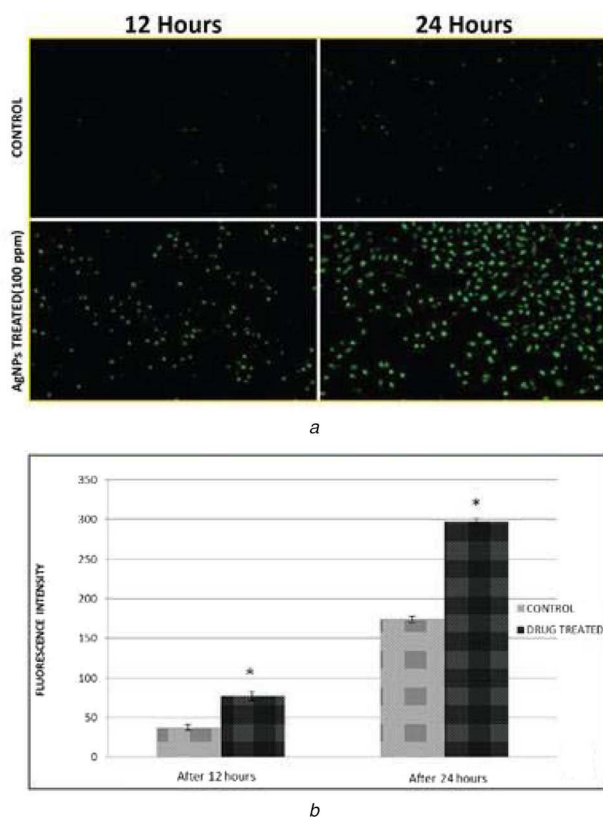 12 Hours 24 Hours
CONTROL
AgNPs TREATED(100 ppm)
a
350
300
250
200
150
100
50
0
FLUORESCENCE INTENSITY
*
*
After 12 hours After 24 hours
CONTROL
DRUG TREATED
b